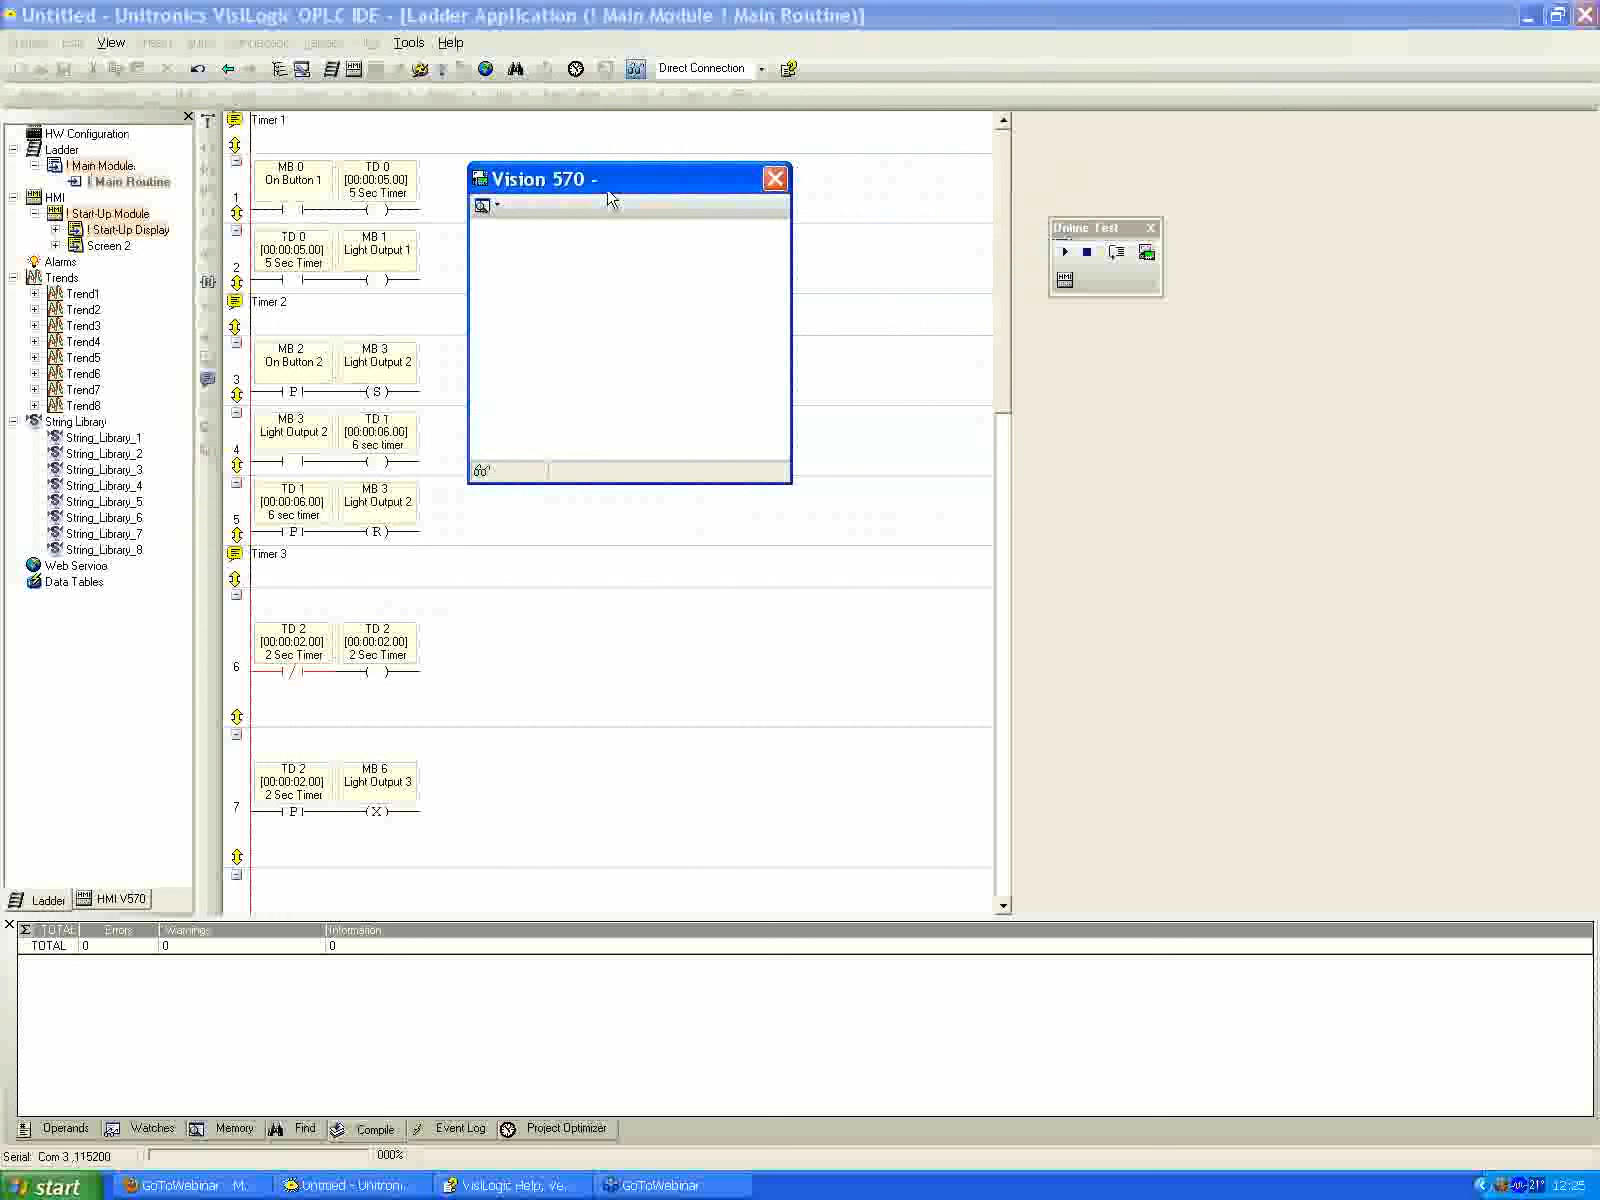 Untitled - Unitronics VisiLogic OPLC IDE - [Ladder Application (! Main Module ! Main Routine)]
View Tools Help
Direct Connection
HW Configuration
Ladder
! Main Module
! Main Routine
HMI
! Start-Up Module
! Start-Up Display
Screen 2
Alarms
Trends
Trend1
Trend2
Trend3
Trend4
Trend5
Trend6
Trend7
Trend8
String Library
String_Library_1
String_Library_2
String_Library_3
String_Library_4
String_Library_5
String_Library_6
String_Library_7
String_Library_8
Web Service
Data Tables
Ladder HMI V570
Timer 1
MB 0 TD 0
On Button 1 [00:00:05.00]
5 Sec Timer
1
TD 0 MB 1
[00:00:05.00] Light Output 1
5 Sec Timer
2
Timer 2
MB 2 MB 3
On Button 2 Light Output 2
3
P (S)
MB 3 TD 1
Light Output 2 [00:00:06.00]
6 sec timer
4
TD 1 MB 3
[00:00:06.00] Light Output 2
6 sec timer
5
P (R)
Timer 3
TD 2 TD 2
[00:00:02.00] [00:00:02.00]
2 Sec Timer 2 Sec Timer
6
TD 2 MB 6
[00:00:02.00] Light Output 3
2 Sec Timer
7
P (X)
Vision 570 -
Online Test
HMI
Σ TOTAL Errors Warnings Information
TOTAL 0 0 0
Operands Watches Memory Find Compile Event Log Project Optimizer
Serial: Com 3 ,115200 000%
start GoToWebinar M... Untitled - Unitroni... VisiLogic Help, Ve... GoToWebinar 21° 12:25